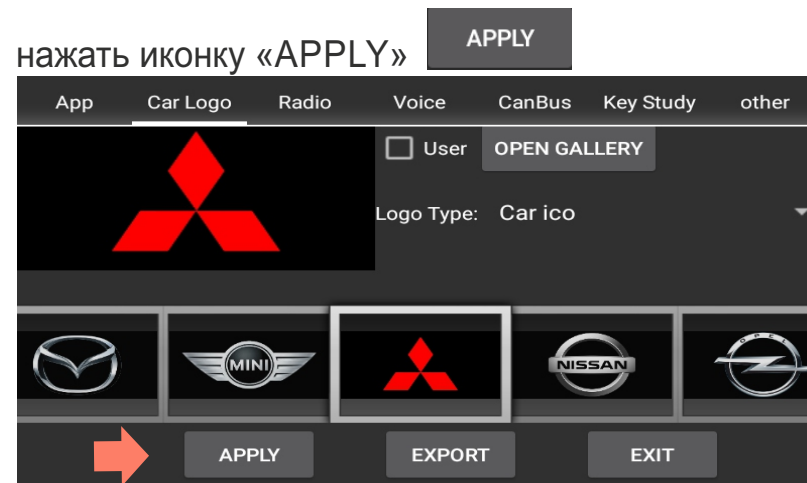 нажать иконку «APPLY» APPLY
App Car Logo Radio Voice CanBus Key Study other
User OPEN GALLERY
Logo Type: Car ico
MINI NISSAN OPEL
APPLY EXPORT EXIT